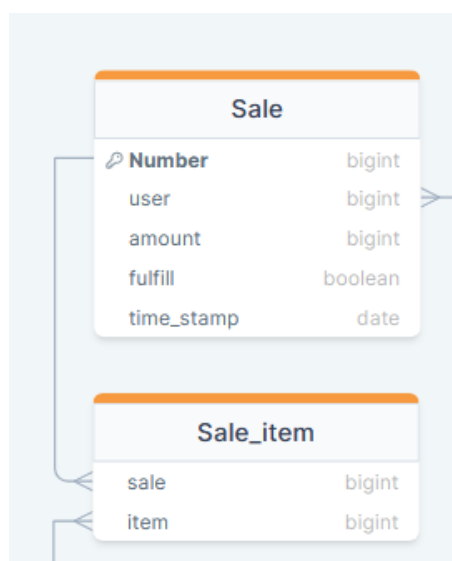 Sale
Number bigint
user bigint
amount bigint
fulfill boolean
time_stamp date
Sale_item
sale bigint
item bigint